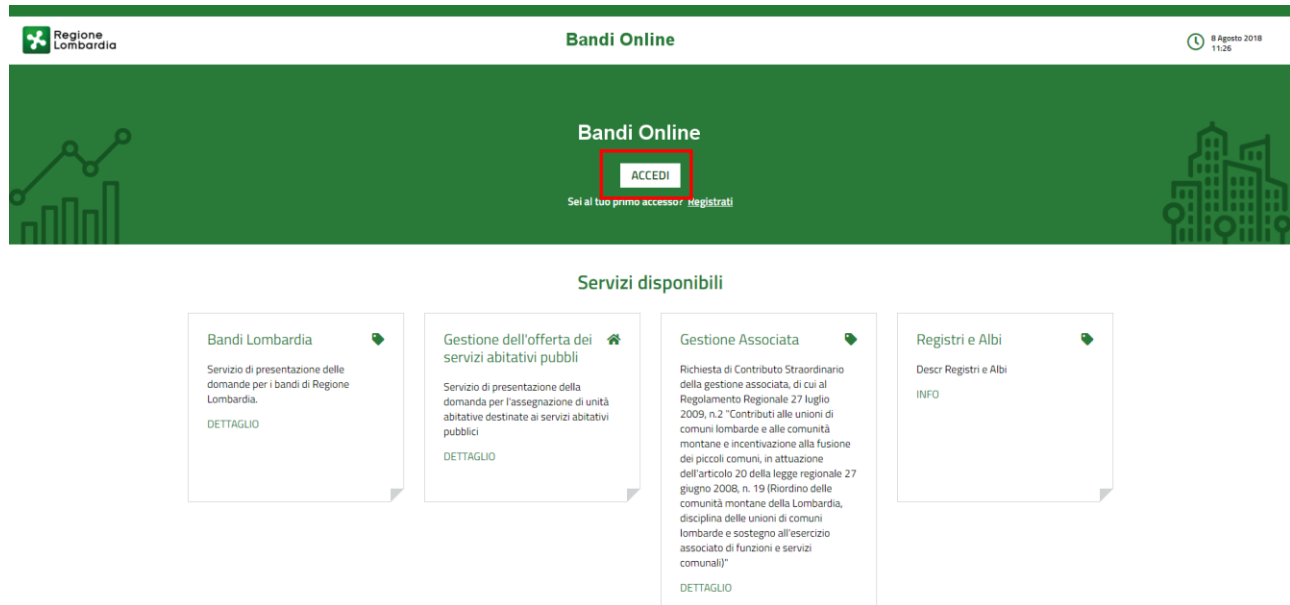 Regione
Lombardia
Bandi Online
8 Agosto 2018
11:26
Bandi Online
ACCEDI
Sei al tuo primo accesso? Registrati
Servizi disponibili
Bandi Lombardia
Servizio di presentazione delle
domande per i bandi di Regione
Lombardia.
DETTAGLIO
Gestione dell'offerta dei
servizi abitativi pubbli
Servizio di presentazione della
domanda per l'assegnazione di unità
abitative destinate ai servizi abitativi
pubblici
DETTAGLIO
Gestione Associata
Richiesta di Contributo Straordinario
della gestione associata, di cui al
Regolamento Regionale 27 luglio
2009, n.2 "Contributi alle unioni di
comuni lombarde e alle comunità
montane e incentivazione alla fusione
dei piccoli comuni, in attuazione
dell'articolo 20 della legge regionale 27
giugno 2008, n. 19 (Riordino delle
comunità montane della Lombardia,
disciplina delle unioni di comuni
lombarde e sostegno all'esercizio
associato di funzioni e servizi
comunali)"
DETTAGLIO
Registri e Albi
Descr Registri e Albi
INFO